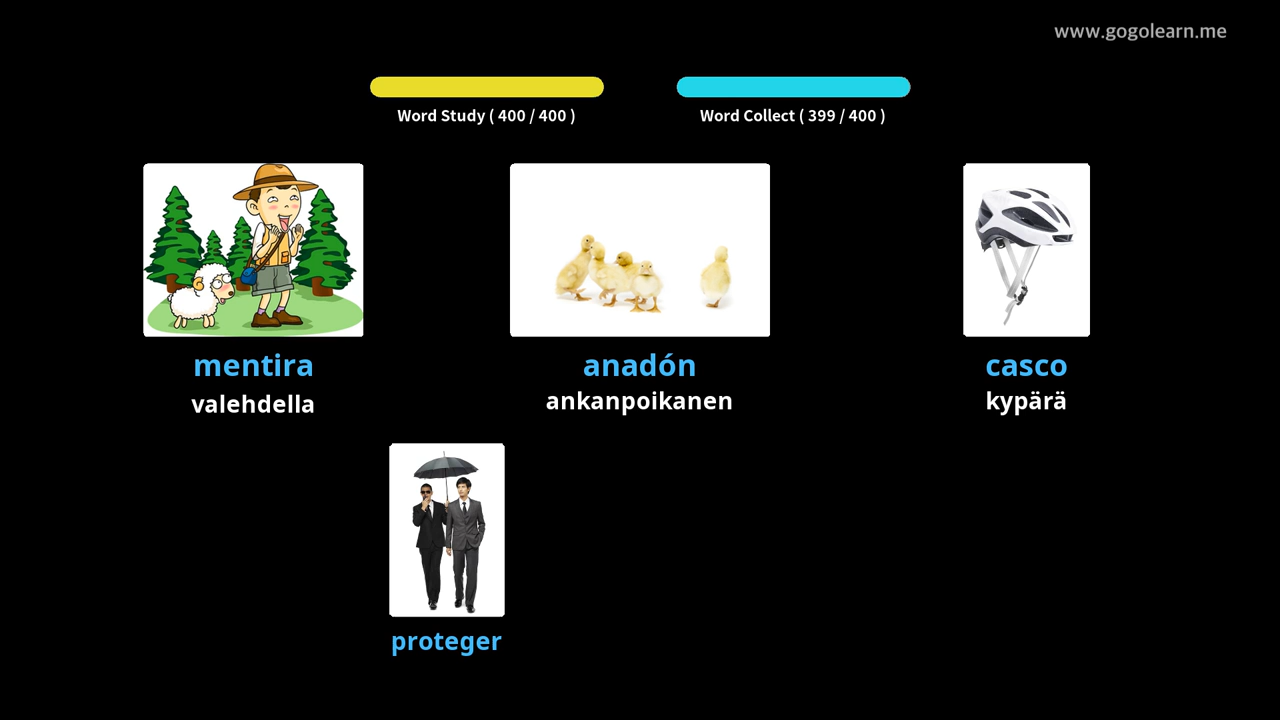 www.gogolearn.me
Word Study ( 400 / 400 )
Word Collect ( 399 / 400 )
mentira
valehdella
anadón
ankanpoikanen
casco
kypärä
proteger